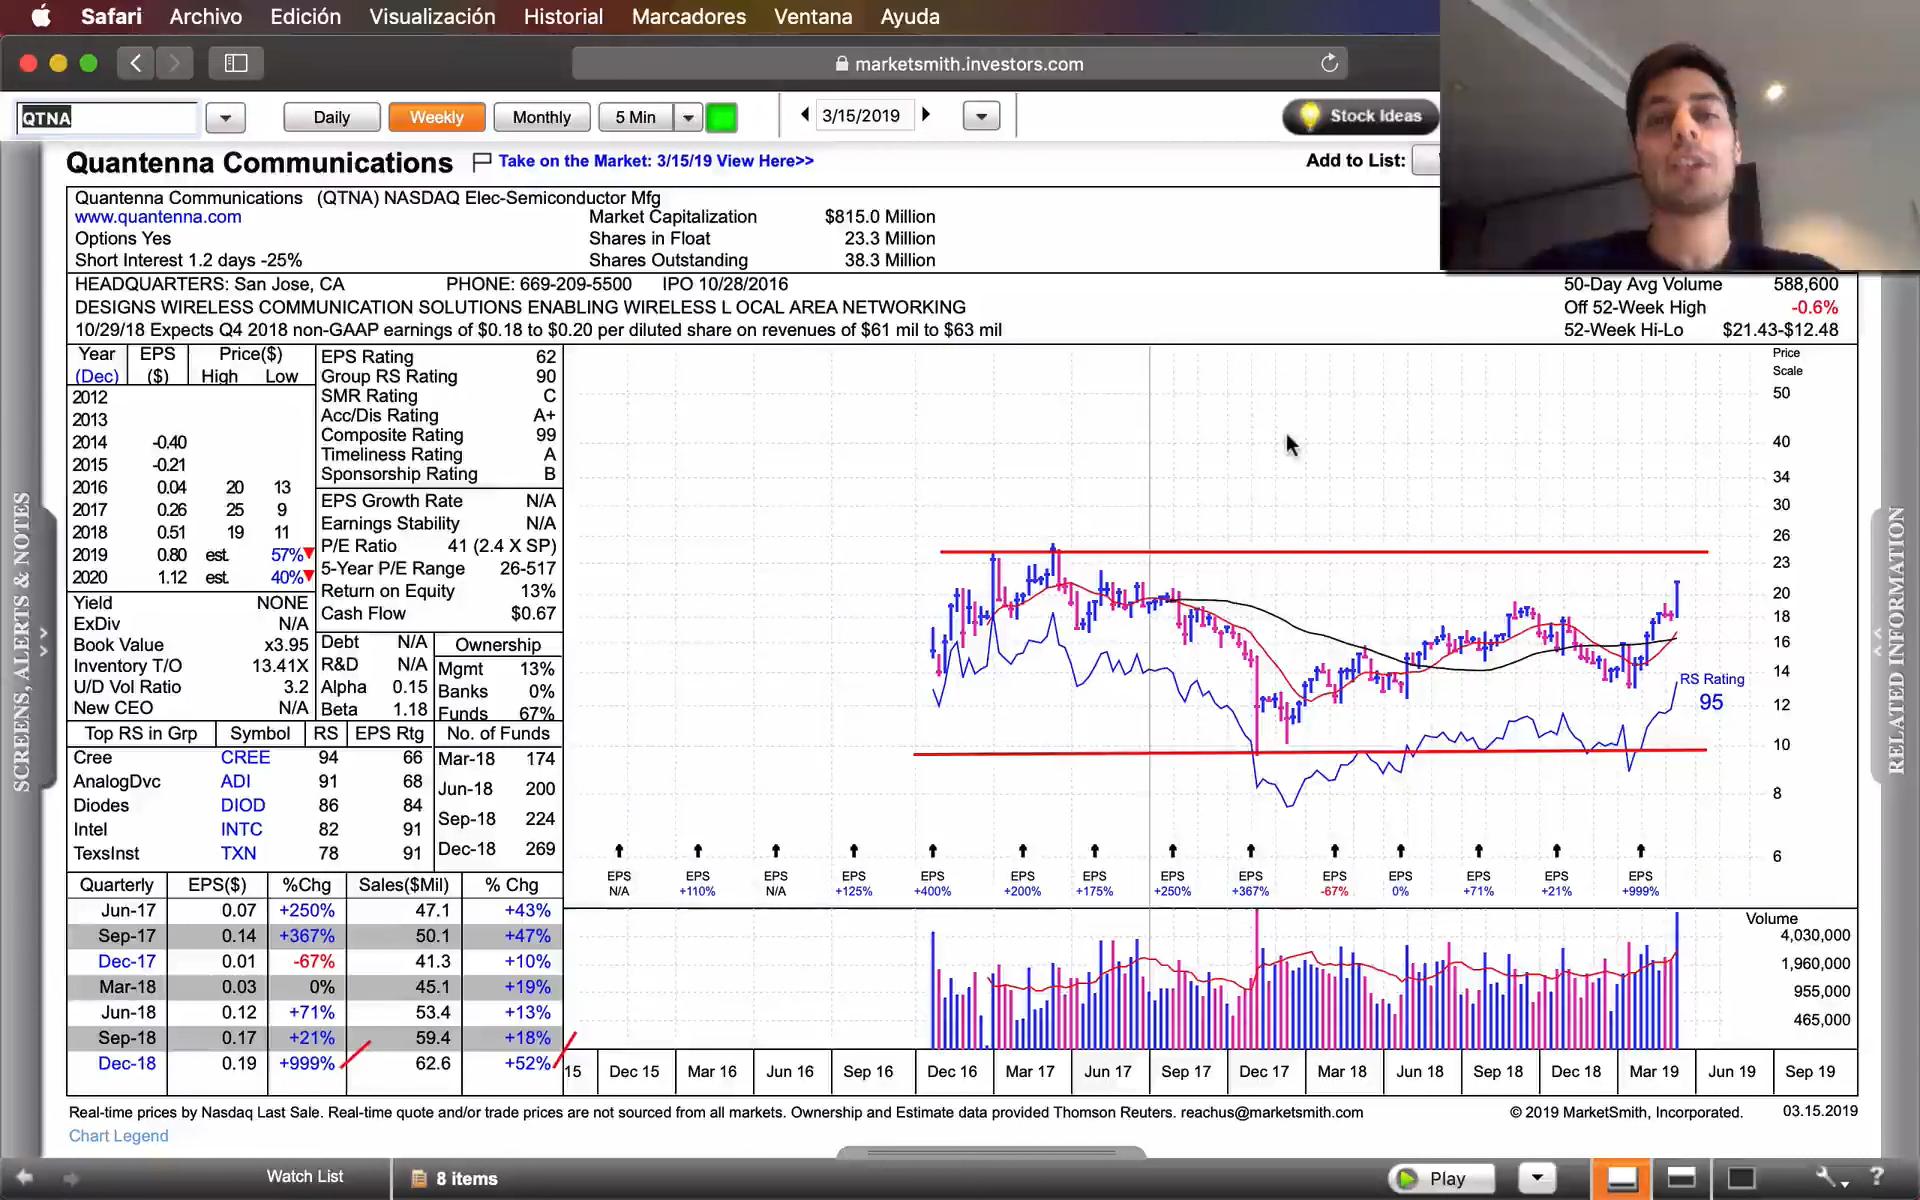 Safari Archivo Edición Visualización Historial Marcadores Ventana Ayuda
marketsmith.investors.com
QTNA Daily Weekly Monthly 5 Min 3/15/2019 Stock Ideas
Quantenna Communications Take on the Market: 3/15/19 View Here>> Add to List:
Quantenna Communications (QTNA) NASDAQ Elec-Semiconductor Mfg
www.quantenna.com Market Capitalization $815.0 Million
Options Yes Shares in Float 23.3 Million
Short Interest 1.2 days -25% Shares Outstanding 38.3 Million
HEADQUARTERS: San Jose, CA PHONE: 669-209-5500 IPO 10/28/2016 50-Day Avg Volume 588,600
DESIGNS WIRELESS COMMUNICATION SOLUTIONS ENABLING WIRELESS L OCAL AREA NETWORKING Off 52-Week High -0.6%
10/29/18 Expects Q4 2018 non-GAAP earnings of $0.18 to $0.20 per diluted share on revenues of $61 mil to $63 mil 52-Week Hi-Lo $21.43-$12.48
Year EPS Price($)
(Dec) ($) High Low
2012
2013
2014 -0.40
2015 -0.21
2016 0.04 20 13
2017 0.26 25 9
2018 0.51 19 11
2019 0.80 est. 57%
2020 1.12 est. 40%
Yield NONE
ExDiv N/A
Book Value x3.95
Inventory T/O 13.41X
U/D Vol Ratio 3.2
New CEO N/A
EPS Rating 62
Group RS Rating 90
SMR Rating C
Acc/Dis Rating A+
Composite Rating 99
Timeliness Rating A
Sponsorship Rating B
EPS Growth Rate N/A
Earnings Stability N/A
P/E Ratio 41 (2.4 X SP)
5-Year P/E Range 26-517
Return on Equity 13%
Cash Flow $0.67
Debt N/A
R&D N/A
Alpha 0.15
Beta 1.18
Ownership
Mgmt 13%
Banks 0%
Funds 67%
Top RS in Grp Symbol RS EPS Rtg
Cree CREE 94 66
AnalogDvc ADI 91 68
Diodes DIOD 86 84
Intel INTC 82 91
TexsInst TXN 78 91
No. of Funds
Mar-18 174
Jun-18 200
Sep-18 224
Dec-18 269
Quarterly EPS($) %Chg Sales($Mil) % Chg
Jun-17 0.07 +250% 47.1 +43%
Sep-17 0.14 +367% 50.1 +47%
Dec-17 0.01 -67% 41.3 +10%
Mar-18 0.03 0% 45.1 +19%
Jun-18 0.12 +71% 53.4 +13%
Sep-18 0.17 +21% 59.4 +18%
Dec-18 0.19 +999% 62.6 +52%
Price
Scale
50
40
34
30
26
23
20
18
16
14
12
10
8
6
RS Rating
95
EPS EPS EPS EPS EPS EPS EPS EPS EPS EPS EPS EPS EPS EPS
N/A +110% N/A +125% +400% +200% +175% +250% +367% -67% 0% +71% +21% +999%
Volume
4,030,000
1,960,000
955,000
465,000
15 Dec 15 Mar 16 Jun 16 Sep 16 Dec 16 Mar 17 Jun 17 Sep 17 Dec 17 Mar 18 Jun 18 Sep 18 Dec 18 Mar 19 Jun 19 Sep 19
Real-time prices by Nasdaq Last Sale. Real-time quote and/or trade prices are not sourced from all markets. Ownership and Estimate data provided Thomson Reuters. reachus@marketsmith.com © 2019 MarketSmith, Incorporated. 03.15.2019
Chart Legend
SCREENS, ALERTS & NOTES
RELATED INFORMATION
Watch List 8 items Play ?